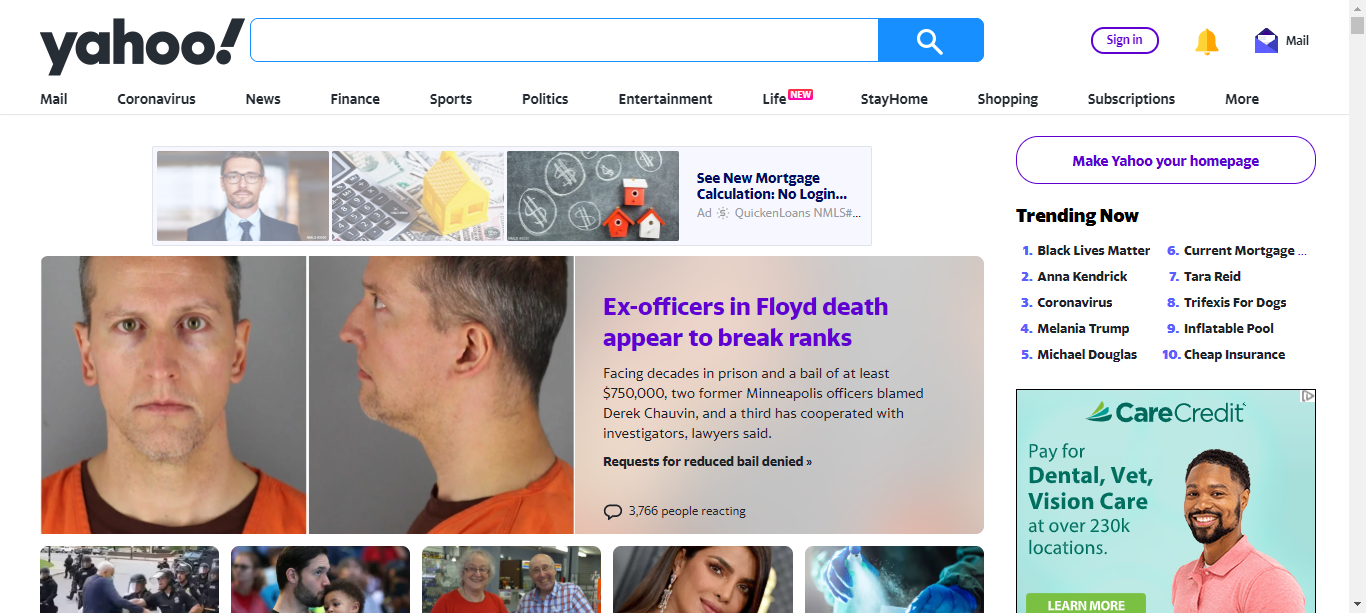 yahoo!
Sign in
Mail
Mail
Coronavirus
News
Finance
Sports
Politics
Entertainment
Life NEW
StayHome
Shopping
Subscriptions
More
See New Mortgage
Calculation: No Login...
Ad
QuickenLoans NMLS#...
Ex-officers in Floyd death
appear to break ranks
Facing decades in prison and a bail of at least
$750,000, two former Minneapolis officers blamed
Derek Chauvin, and a third has cooperated with
investigators, lawyers said.
Requests for reduced bail denied »
3,766 people reacting
Make Yahoo your homepage
Trending Now
1. Black Lives Matter
2. Anna Kendrick
3. Coronavirus
4. Melania Trump
5. Michael Douglas
6. Current Mortgage ...
7. Tara Reid
8. Trifexis For Dogs
9. Inflatable Pool
10. Cheap Insurance
CareCredit
Pay for
Dental, Vet,
Vision Care
at over 230k
locations.
LEARN MORE